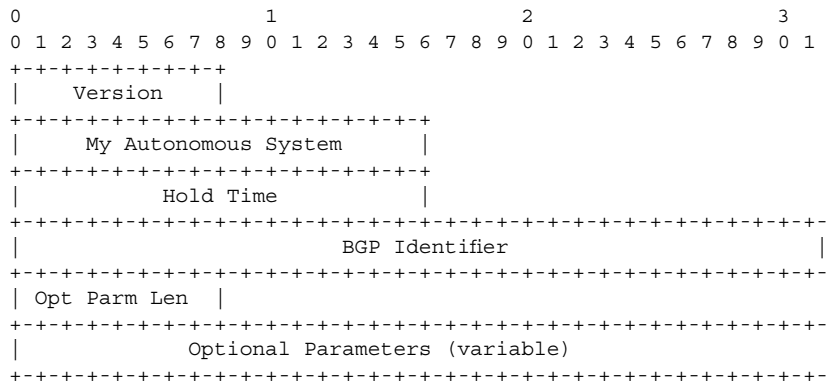 0                   1                   2                   3
0 1 2 3 4 5 6 7 8 9 0 1 2 3 4 5 6 7 8 9 0 1 2 3 4 5 6 7 8 9 0 1
+-+-+-+-+-+-+-+-+
|    Version    |
+-+-+-+-+-+-+-+-+-+-+-+-+-+-+-+-+
|     My Autonomous System      |
+-+-+-+-+-+-+-+-+-+-+-+-+-+-+-+-+
|           Hold Time           |
+-+-+-+-+-+-+-+-+-+-+-+-+-+-+-+-+-+-+-+-+-+-+-+-+-+-+-+-+-+-+-+-
|                         BGP Identifier                        |
+-+-+-+-+-+-+-+-+-+-+-+-+-+-+-+-+-+-+-+-+-+-+-+-+-+-+-+-+-+-+-+-
| Opt Parm Len  |
+-+-+-+-+-+-+-+-+-+-+-+-+-+-+-+-+-+-+-+-+-+-+-+-+-+-+-+-+-+-+-+-
|             Optional Parameters (variable)
+-+-+-+-+-+-+-+-+-+-+-+-+-+-+-+-+-+-+-+-+-+-+-+-+-+-+-+-+-+-+-+-